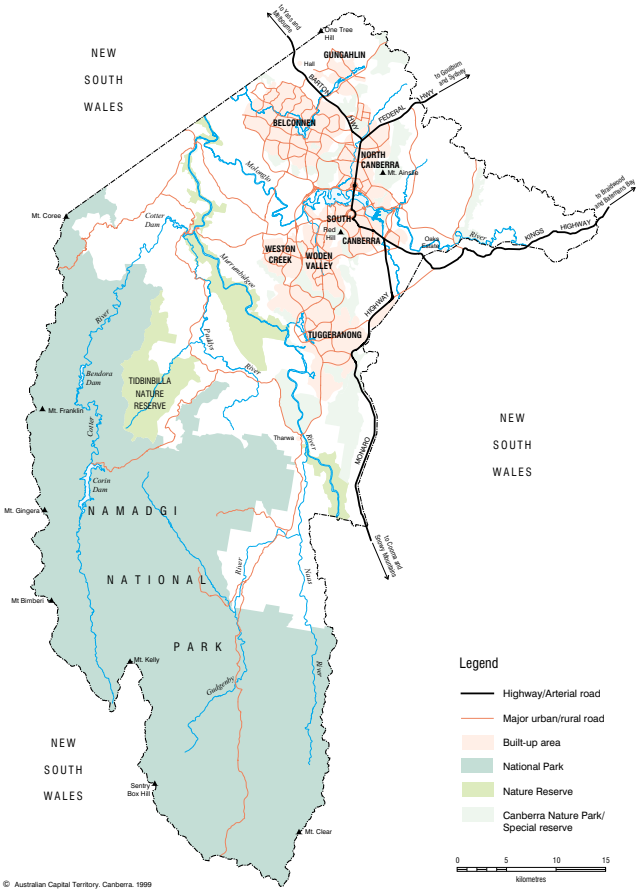 to Yass and
Melbourne
One Tree
Hill
NEW
SOUTH
WALES
GUNGAHLIN
Hall
BARTON
HWY
to Goulborn
and Sydney
FEDERAL
HWY
BELCONNEN
NORTH
CANBERRA
Mt. Ainslie
Molonglo
to Braidwood
and Batemans Bay
Mt. Coree
Cotter
Dam
SOUTH
CANBERRA
Red
Hill
Oaks
Estate
River
KINGS
HIGHWAY
WESTON
CREEK
WODEN
VALLEY
Murrumbidgee
HIGHWAY
River
Paddys
River
TUGGERANONG
Bendora
Dam
TIDBINBILLA
NATURE
RESERVE
Mt. Franklin
Cotter
NEW
SOUTH
WALES
Tharwa
River
MONARO
Corin
Dam
Mt. Gingera
NAMADGI
to Cooma and
Snowy Mountains
River
Naas
NATIONAL
Mt Bimberi
PARK
Mt. Kelly
River
Gudgenby
Legend
Highway/Arterial road
Major urban/rural road
Built-up area
National Park
Nature Reserve
Canberra Nature Park/
Special reserve
NEW
SOUTH
WALES
Sentry
Box Hill
Mt. Clear
0 5 10 15
kilometres
© Australian Capital Territory. Canberra. 1999